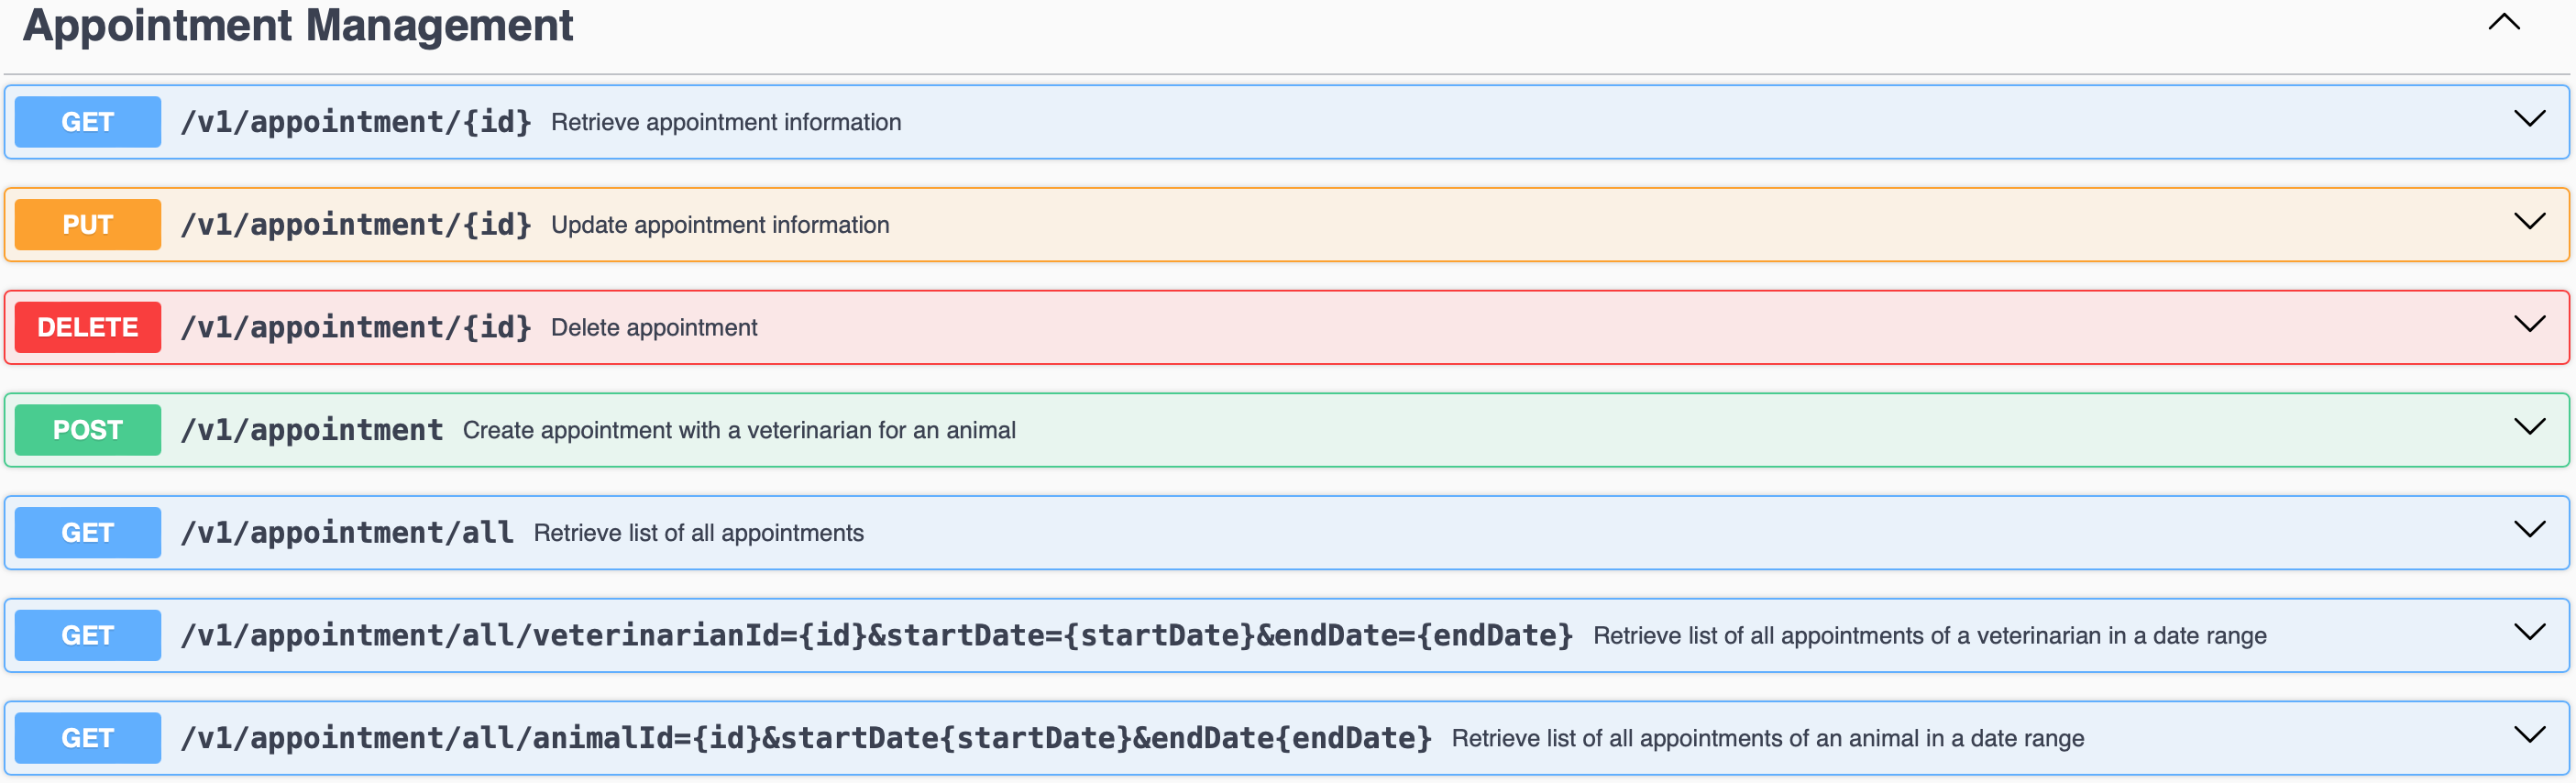 Appointment Management
GET /v1/appointment/{id} Retrieve appointment information
PUT /v1/appointment/{id} Update appointment information
DELETE /v1/appointment/{id} Delete appointment
POST /v1/appointment Create appointment with a veterinarian for an animal
GET /v1/appointment/all Retrieve list of all appointments
GET /v1/appointment/all/veterinarianId={id}&startDate={startDate}&endDate={endDate} Retrieve list of all appointments of a veterinarian in a date range
GET /v1/appointment/all/animalId={id}&startDate{startDate}&endDate{endDate} Retrieve list of all appointments of an animal in a date range